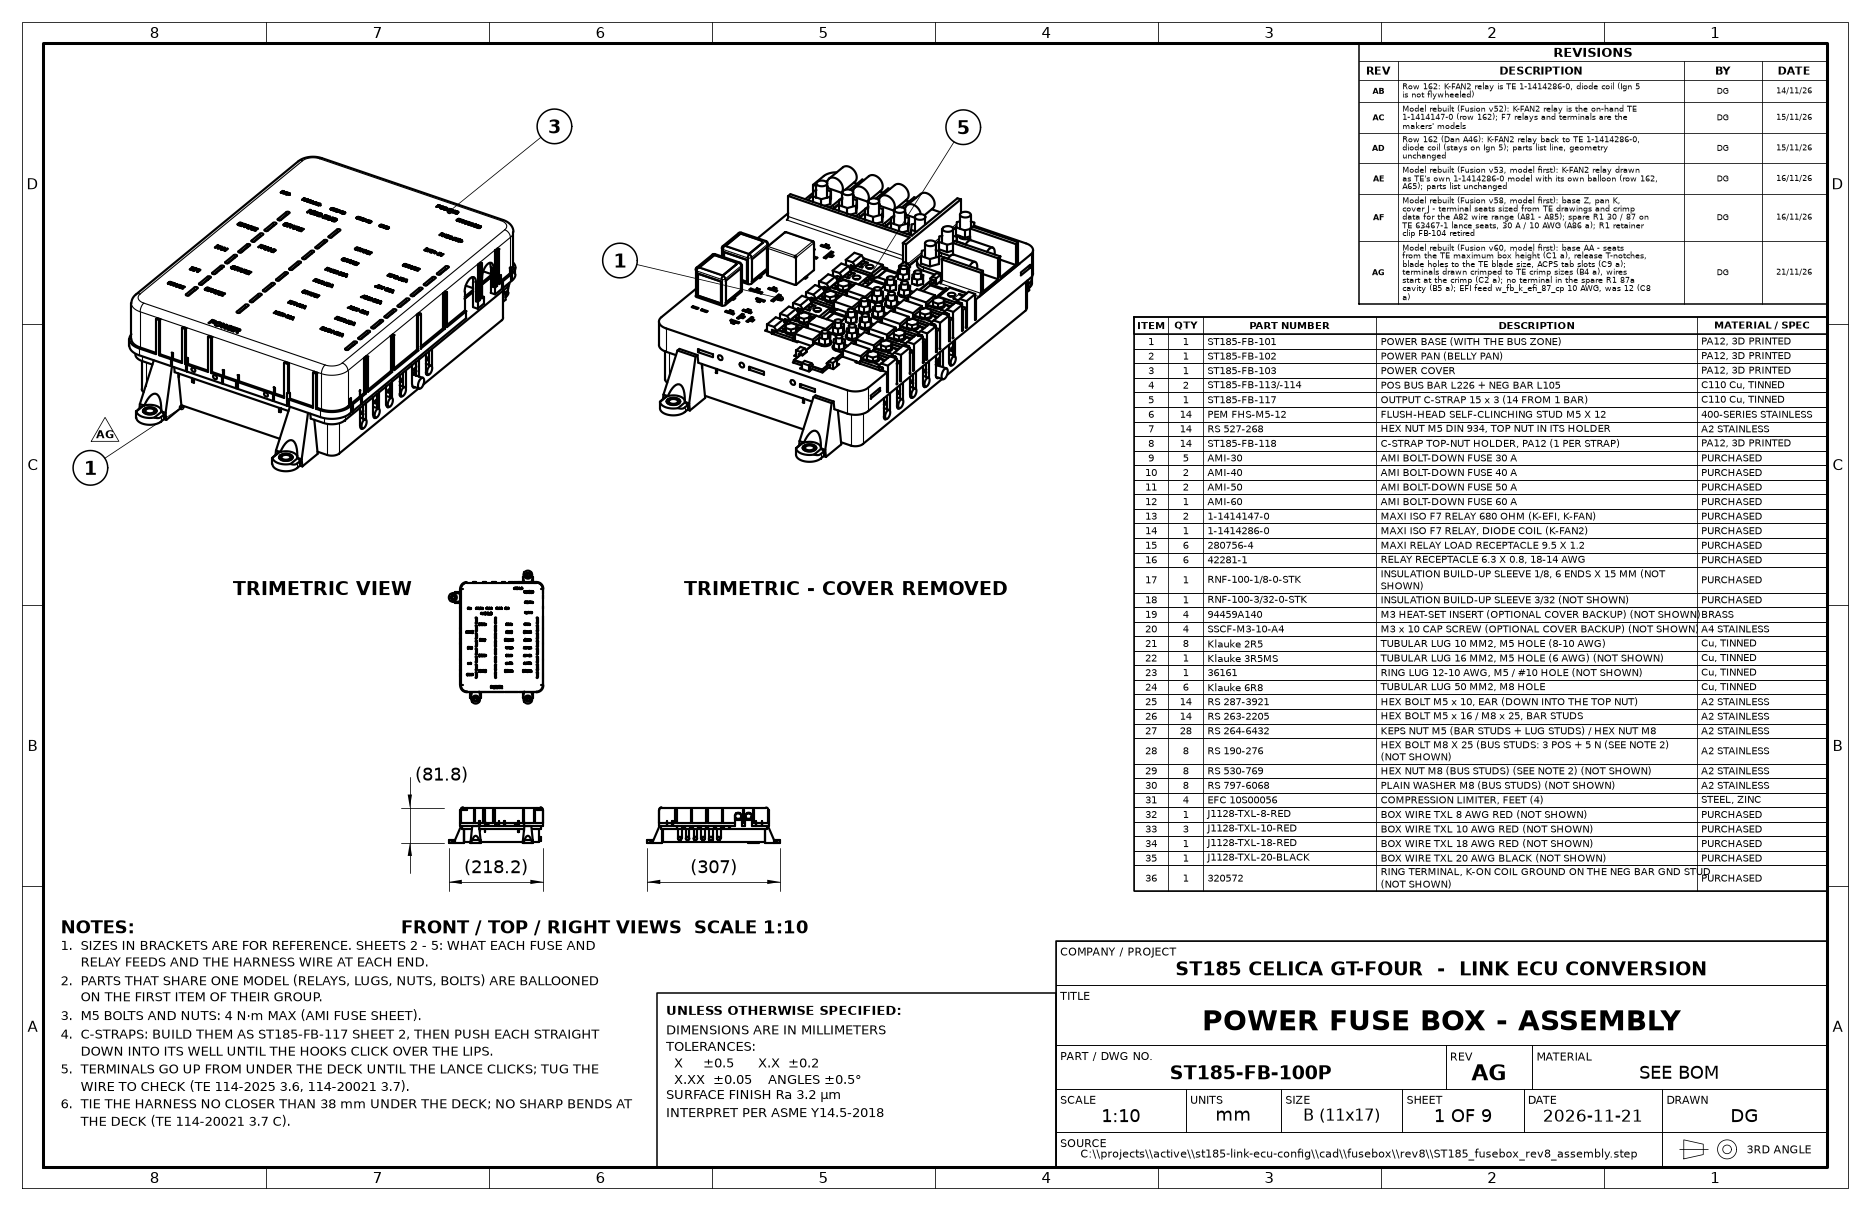 8 7 6 5 4 3 2 1
D
C
B
A
D
C
B
A
REVISIONS
REV DESCRIPTION BY DATE
AB Row 162: K-FAN2 relay is TE 1-1414286-0, diode coil (Ign 5 DG 14/11/26
is not flywheeled)
AC Model rebuilt (Fusion v52): K-FAN2 relay is the on-hand TE DG 15/11/26
1-1414147-0 (row 162); F7 relays and terminals are the
makers' models
AD Row 162 (Dan A46): K-FAN2 relay back to TE 1-1414286-0, DG 15/11/26
diode coil (stays on Ign 5); parts list line, geometry
unchanged
AE Model rebuilt (Fusion v53, model first): K-FAN2 relay drawn DG 16/11/26
as TE's own 1-1414286-0 model with its own balloon (row 162,
A65); parts list unchanged
AF Model rebuilt (Fusion v58, model first): base Z, pan K, DG 16/11/26
cover J - terminal seats sized from TE drawings and crimp
data for the A82 wire range (A81 - A85); spare R1 30 / 87 on
TE 63467-1 lance seats, 30 A / 10 AWG (A86 a); R1 retainer
clip FB-104 retired
AG Model rebuilt (Fusion v60, model first): base AA - seats DG 21/11/26
from the TE maximum box height (C1 a), release T-notches,
blade holes to the TE blade size, ACPS tab slots (C9 a);
terminals drawn crimped to TE crimp sizes (B4 a), wires
start at the crimp (C2 a); no terminal in the spare R1 87a
cavity (B5 a); EFI feed w_fb_k_efi_87_cp 10 AWG, was 12 (C8
a)
3
5
1
AG
1
TRIMETRIC VIEW
TRIMETRIC - COVER REMOVED
(81.8)
(218.2)
(307)
FRONT / TOP / RIGHT VIEWS SCALE 1:10
ITEM QTY PART NUMBER DESCRIPTION MATERIAL / SPEC
1 1 ST185-FB-101 POWER BASE (WITH THE BUS ZONE) PA12, 3D PRINTED
2 1 ST185-FB-102 POWER PAN (BELLY PAN) PA12, 3D PRINTED
3 1 ST185-FB-103 POWER COVER PA12, 3D PRINTED
4 2 ST185-FB-113/-114 POS BUS BAR L226 + NEG BAR L105 C110 Cu, TINNED
5 1 ST185-FB-117 OUTPUT C-STRAP 15 x 3 (14 FROM 1 BAR) C110 Cu, TINNED
6 14 PEM FHS-M5-12 FLUSH-HEAD SELF-CLINCHING STUD M5 X 12 400-SERIES STAINLESS
7 14 RS 527-268 HEX NUT M5 DIN 934, TOP NUT IN ITS HOLDER A2 STAINLESS
8 14 ST185-FB-118 C-STRAP TOP-NUT HOLDER, PA12 (1 PER STRAP) PA12, 3D PRINTED
9 5 AMI-30 AMI BOLT-DOWN FUSE 30 A PURCHASED
10 2 AMI-40 AMI BOLT-DOWN FUSE 40 A PURCHASED
11 2 AMI-50 AMI BOLT-DOWN FUSE 50 A PURCHASED
12 1 AMI-60 AMI BOLT-DOWN FUSE 60 A PURCHASED
13 2 1-1414147-0 MAXI ISO F7 RELAY 680 OHM (K-EFI, K-FAN) PURCHASED
14 1 1-1414286-0 MAXI ISO F7 RELAY, DIODE COIL (K-FAN2) PURCHASED
15 6 280756-4 MAXI RELAY LOAD RECEPTACLE 9.5 X 1.2 PURCHASED
16 6 42281-1 RELAY RECEPTACLE 6.3 X 0.8, 18-14 AWG PURCHASED
17 1 RNF-100-1/8-0-STK INSULATION BUILD-UP SLEEVE 1/8, 6 ENDS X 15 MM (NOT PURCHASED
SHOWN)
18 1 RNF-100-3/32-0-STK INSULATION BUILD-UP SLEEVE 3/32 (NOT SHOWN) PURCHASED
19 4 94459A140 M3 HEAT-SET INSERT (OPTIONAL COVER BACKUP) (NOT SHOWN) BRASS
20 4 SSCF-M3-10-A4 M3 x 10 CAP SCREW (OPTIONAL COVER BACKUP) (NOT SHOWN) A4 STAINLESS
21 8 Klauke 2R5 TUBULAR LUG 10 MM2, M5 HOLE (8-10 AWG) Cu, TINNED
22 1 Klauke 3R5MS TUBULAR LUG 16 MM2, M5 HOLE (6 AWG) (NOT SHOWN) Cu, TINNED
23 1 36161 RING LUG 12-10 AWG, M5 / #10 HOLE (NOT SHOWN) Cu, TINNED
24 6 Klauke 6R8 TUBULAR LUG 50 MM2, M8 HOLE Cu, TINNED
25 14 RS 287-3921 HEX BOLT M5 x 10, EAR (DOWN INTO THE TOP NUT) A2 STAINLESS
26 14 RS 263-2205 HEX BOLT M5 x 16 / M8 x 25, BAR STUDS A2 STAINLESS
27 28 RS 264-6432 KEPS NUT M5 (BAR STUDS + LUG STUDS) / HEX NUT M8 A2 STAINLESS
28 8 RS 190-276 HEX BOLT M8 X 25 (BUS STUDS: 3 POS + 5 N (SEE NOTE 2) A2 STAINLESS
(NOT SHOWN)
29 8 RS 530-769 HEX NUT M8 (BUS STUDS) (SEE NOTE 2) (NOT SHOWN) A2 STAINLESS
30 8 RS 797-6068 PLAIN WASHER M8 (BUS STUDS) (NOT SHOWN) A2 STAINLESS
31 4 EFC 10S00056 COMPRESSION LIMITER, FEET (4) STEEL, ZINC
32 1 J1128-TXL-8-RED BOX WIRE TXL 8 AWG RED (NOT SHOWN) PURCHASED
33 3 J1128-TXL-10-RED BOX WIRE TXL 10 AWG RED (NOT SHOWN) PURCHASED
34 1 J1128-TXL-18-RED BOX WIRE TXL 18 AWG RED (NOT SHOWN) PURCHASED
35 1 J1128-TXL-20-BLACK BOX WIRE TXL 20 AWG BLACK (NOT SHOWN) PURCHASED
36 1 320572 RING TERMINAL, K-ON COIL GROUND ON THE NEG BAR GND STUD PURCHASED
(NOT SHOWN)
NOTES:
1. SIZES IN BRACKETS ARE FOR REFERENCE. SHEETS 2 - 5: WHAT EACH FUSE AND
RELAY FEEDS AND THE HARNESS WIRE AT EACH END.
2. PARTS THAT SHARE ONE MODEL (RELAYS, LUGS, NUTS, BOLTS) ARE BALLOONED
ON THE FIRST ITEM OF THEIR GROUP.
3. M5 BOLTS AND NUTS: 4 N·m MAX (AMI FUSE SHEET).
4. C-STRAPS: BUILD THEM AS ST185-FB-117 SHEET 2, THEN PUSH EACH STRAIGHT
DOWN INTO ITS WELL UNTIL THE HOOKS CLICK OVER THE LIPS.
5. TERMINALS GO UP FROM UNDER THE DECK UNTIL THE LANCE CLICKS; TUG THE
WIRE TO CHECK (TE 114-2025 3.6, 114-20021 3.7).
6. TIE THE HARNESS NO CLOSER THAN 38 mm UNDER THE DECK; NO SHARP BENDS AT
THE DECK (TE 114-20021 3.7 C).
UNLESS OTHERWISE SPECIFIED:
DIMENSIONS ARE IN MILLIMETERS
TOLERANCES:
X ±0.5 X.X ±0.2
X.XX ±0.05 ANGLES ±0.5°
SURFACE FINISH Ra 3.2 µm
INTERPRET PER ASME Y14.5-2018
COMPANY / PROJECT
ST185 CELICA GT-FOUR - LINK ECU CONVERSION
TITLE
POWER FUSE BOX - ASSEMBLY
PART / DWG NO. REV MATERIAL
ST185-FB-100P AG SEE BOM
SCALE UNITS SIZE SHEET DATE DRAWN
1:10 mm B (11x17) 1 OF 9 2026-11-21 DG
SOURCE
C:\\projects\\active\\st185-link-ecu-config\\cad\\fusebox\\rev8\\ST185_fusebox_rev8_assembly.step
3RD ANGLE
8 7 6 5 4 3 2 1